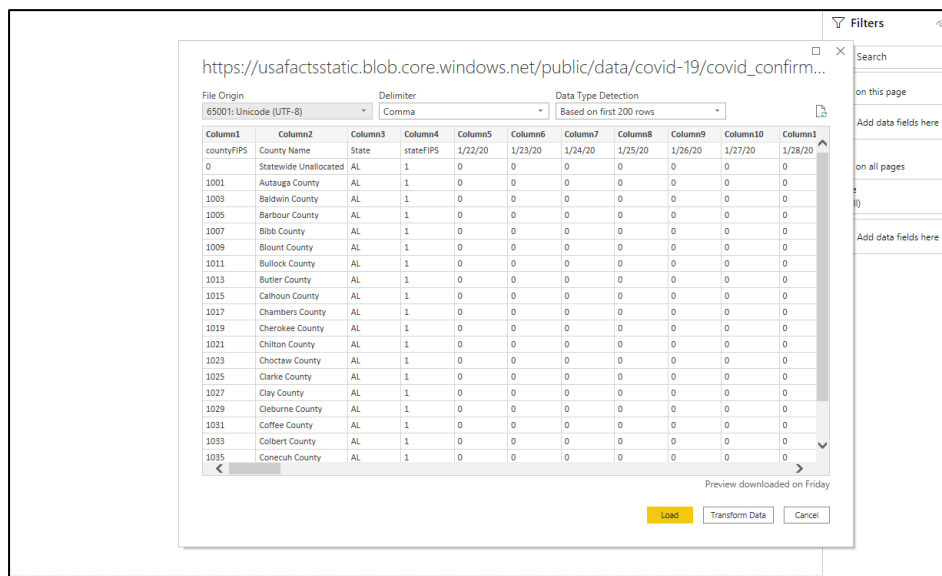 Filters
https://usafactsstatic.blob.core.windows.net/public/data/covid-19/covid_confirm...
Search
File Origin Delimiter Data Type Detection
65001: Unicode (UTF-8) Comma Based on first 200 rows
on this page
Add data fields here
on all pages
Add data fields here
Column1 Column2 Column3 Column4 Column5 Column6 Column7 Column8 Column9 Column10 Column1
countyFIPS County Name State stateFIPS 1/22/20 1/23/20 1/24/20 1/25/20 1/26/20 1/27/20 1/28/20
0 Statewide Unallocated AL 1 0 0 0 0 0 0 0
1001 Autauga County AL 1 0 0 0 0 0 0 0
1003 Baldwin County AL 1 0 0 0 0 0 0 0
1005 Barbour County AL 1 0 0 0 0 0 0 0
1007 Bibb County AL 1 0 0 0 0 0 0 0
1009 Blount County AL 1 0 0 0 0 0 0 0
1011 Bullock County AL 1 0 0 0 0 0 0 0
1013 Butler County AL 1 0 0 0 0 0 0 0
1015 Calhoun County AL 1 0 0 0 0 0 0 0
1017 Chambers County AL 1 0 0 0 0 0 0 0
1019 Cherokee County AL 1 0 0 0 0 0 0 0
1021 Chilton County AL 1 0 0 0 0 0 0 0
1023 Choctaw County AL 1 0 0 0 0 0 0 0
1025 Clarke County AL 1 0 0 0 0 0 0 0
1027 Clay County AL 1 0 0 0 0 0 0 0
1029 Cleburne County AL 1 0 0 0 0 0 0 0
1031 Coffee County AL 1 0 0 0 0 0 0 0
1033 Colbert County AL 1 0 0 0 0 0 0 0
1035 Conecuh County AL 1 0 0 0 0 0 0 0
Preview downloaded on Friday
Load Transform Data Cancel